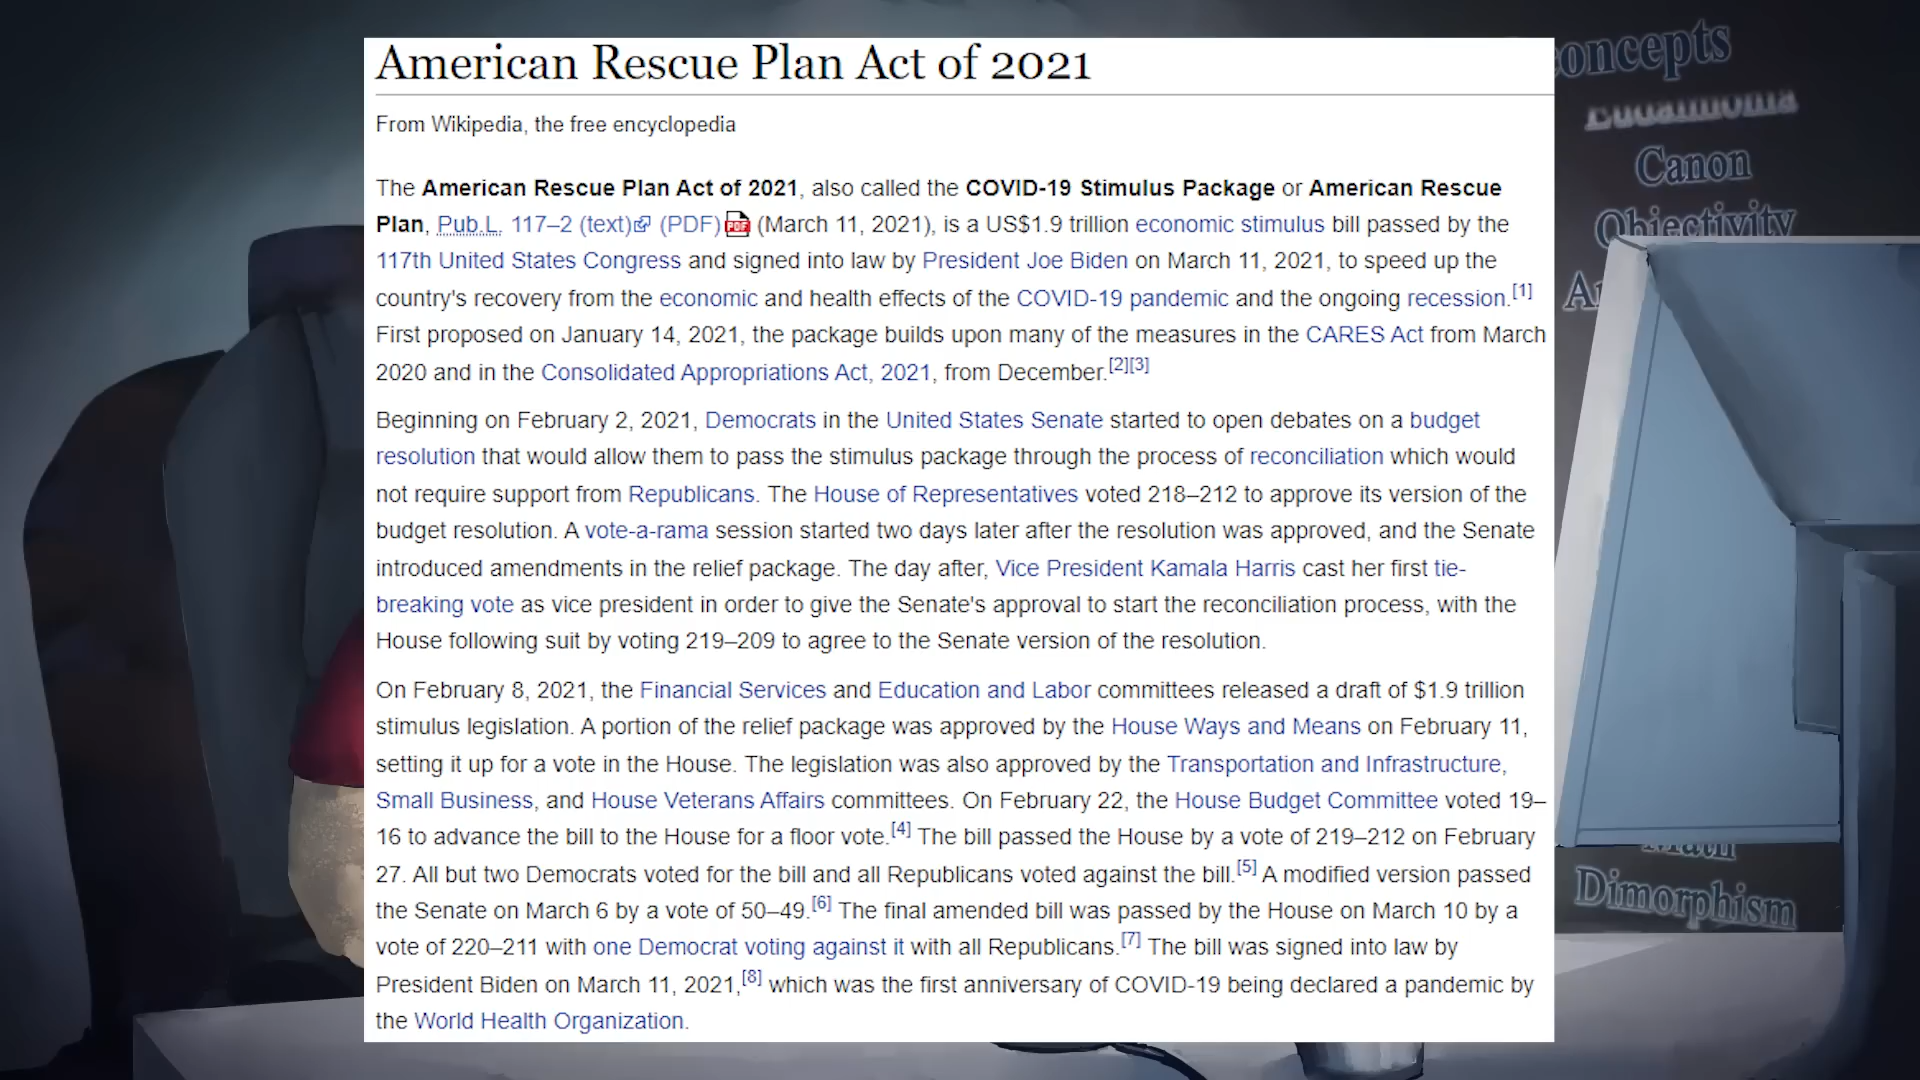 American Rescue Plan Act of 2021
From Wikipedia, the free encyclopedia
The American Rescue Plan Act of 2021, also called the COVID-19 Stimulus Package or American Rescue
Plan, Pub.L. 117–2 (text) (PDF) PDF (March 11, 2021), is a US$1.9 trillion economic stimulus bill passed by the
117th United States Congress and signed into law by President Joe Biden on March 11, 2021, to speed up the
country's recovery from the economic and health effects of the COVID-19 pandemic and the ongoing recession.[1]
First proposed on January 14, 2021, the package builds upon many of the measures in the CARES Act from March
2020 and in the Consolidated Appropriations Act, 2021, from December.[2][3]
Beginning on February 2, 2021, Democrats in the United States Senate started to open debates on a budget
resolution that would allow them to pass the stimulus package through the process of reconciliation which would
not require support from Republicans. The House of Representatives voted 218–212 to approve its version of the
budget resolution. A vote-a-rama session started two days later after the resolution was approved, and the Senate
introduced amendments in the relief package. The day after, Vice President Kamala Harris cast her first tie-
breaking vote as vice president in order to give the Senate's approval to start the reconciliation process, with the
House following suit by voting 219–209 to agree to the Senate version of the resolution.
On February 8, 2021, the Financial Services and Education and Labor committees released a draft of $1.9 trillion
stimulus legislation. A portion of the relief package was approved by the House Ways and Means on February 11,
setting it up for a vote in the House. The legislation was also approved by the Transportation and Infrastructure,
Small Business, and House Veterans Affairs committees. On February 22, the House Budget Committee voted 19–
16 to advance the bill to the House for a floor vote.[4] The bill passed the House by a vote of 219–212 on February
27. All but two Democrats voted for the bill and all Republicans voted against the bill.[5] A modified version passed
the Senate on March 6 by a vote of 50–49.[6] The final amended bill was passed by the House on March 10 by a
vote of 220–211 with one Democrat voting against it with all Republicans.[7] The bill was signed into law by
President Biden on March 11, 2021,[8] which was the first anniversary of COVID-19 being declared a pandemic by
the World Health Organization.
oncepts
Eudaimonia
Canon
Objectivity
Math
Dimorphism